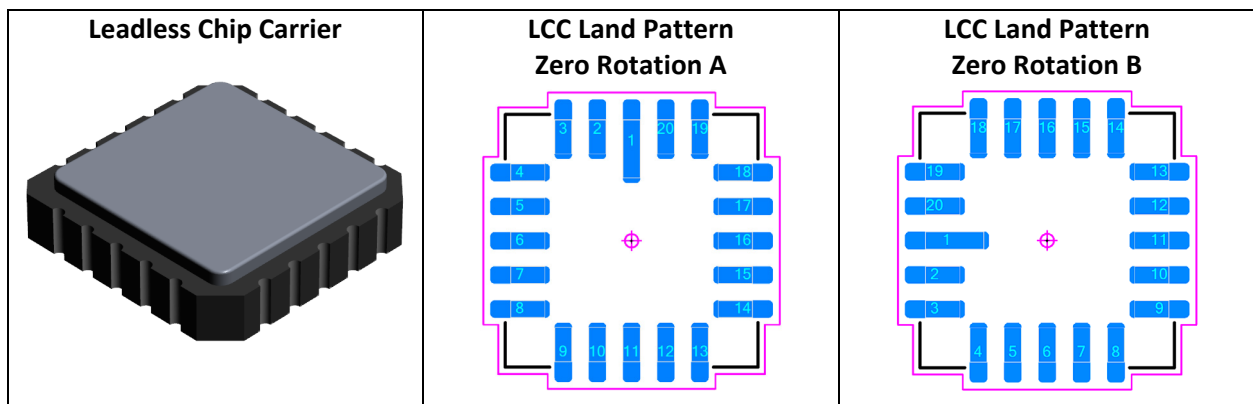 Leadless Chip Carrier
LCC Land Pattern
Zero Rotation A
3 2 1 20 19
4 18
5 17
6 16
7 15
8 14
9 10 11 12 13
LCC Land Pattern
Zero Rotation B
18 17 16 15 14
19 13
20 12
1 11
2 10
3 9
4 5 6 7 8